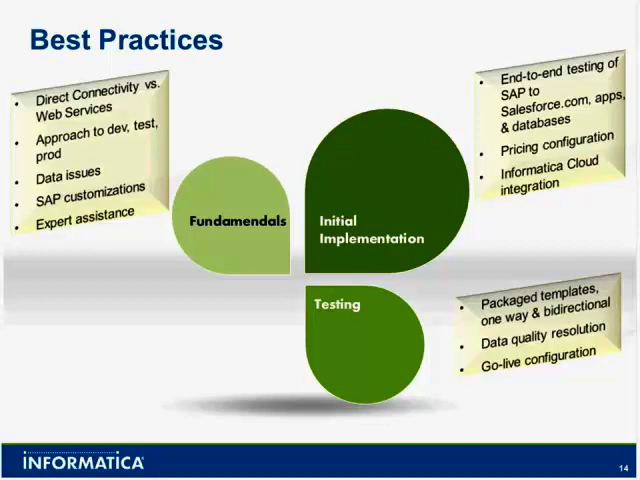 Best Practices
• Direct Connectivity vs.
Web Services
• Approach to dev, test,
prod
• Data issues
• SAP customizations
• Expert assistance
Fundamendals
Initial
Implementation
• End-to-end testing of
SAP to
Salesforce.com, apps,
& databases
• Pricing configuration
• Informatica Cloud
integration
Testing
• Packaged templates,
one way & bidirectional
• Data quality resolution
• Go-live configuration
INFORMATICA
14